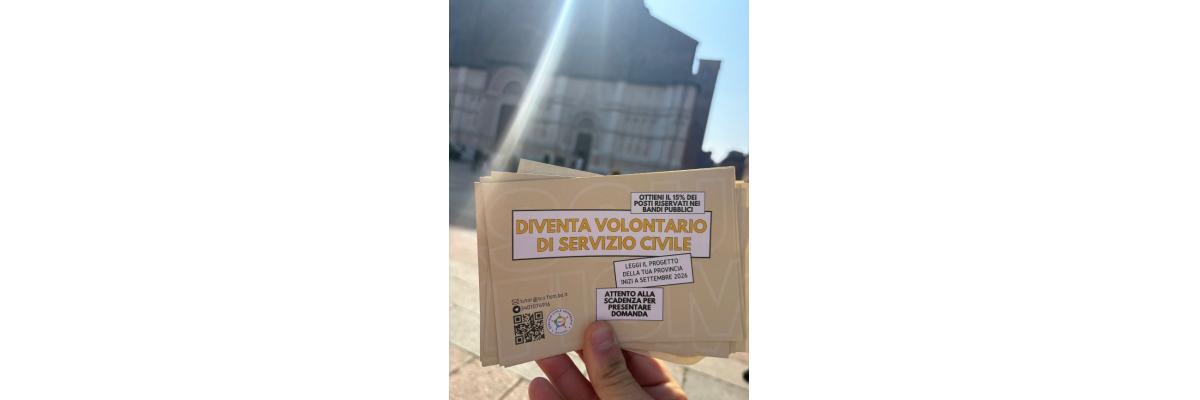 OTTIENI IL 15% DEI
POSTI RISERVATI NEI
BANDI PUBBLICI
DIVENTA VOLONTARIO
DI SERVIZIO CIVILE
LEGGI IL PROGETTO
DELLA TUA PROVINCIA
INIZI A SETTEMBRE 2026
ATTENTO ALLA
SCADENZA PER
PRESENTARE
DOMANDA